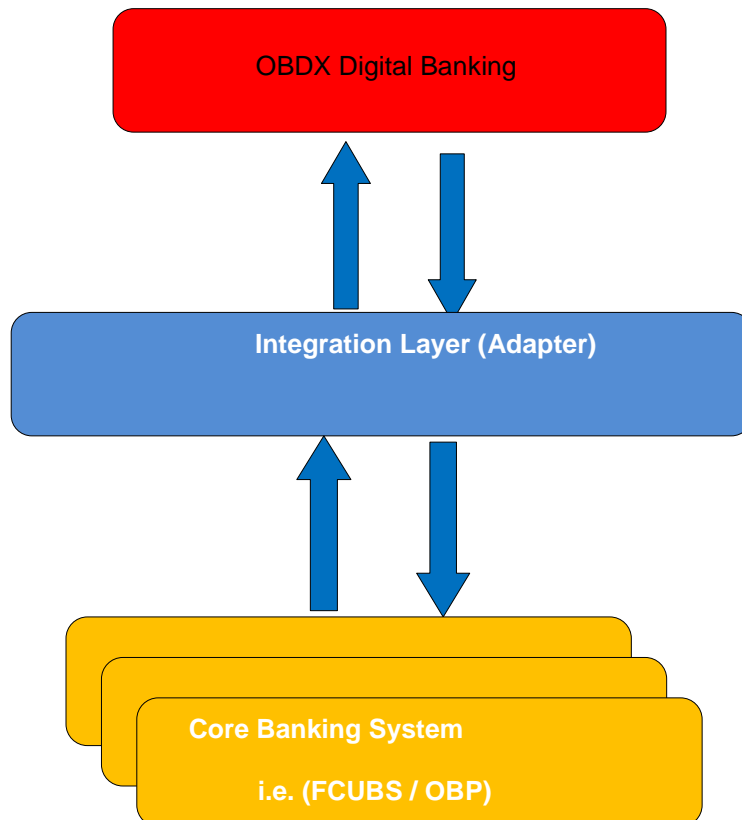 OBDX Digital Banking
Integration Layer (Adapter)
Core Banking System
i.e. (FCUBS / OBP)